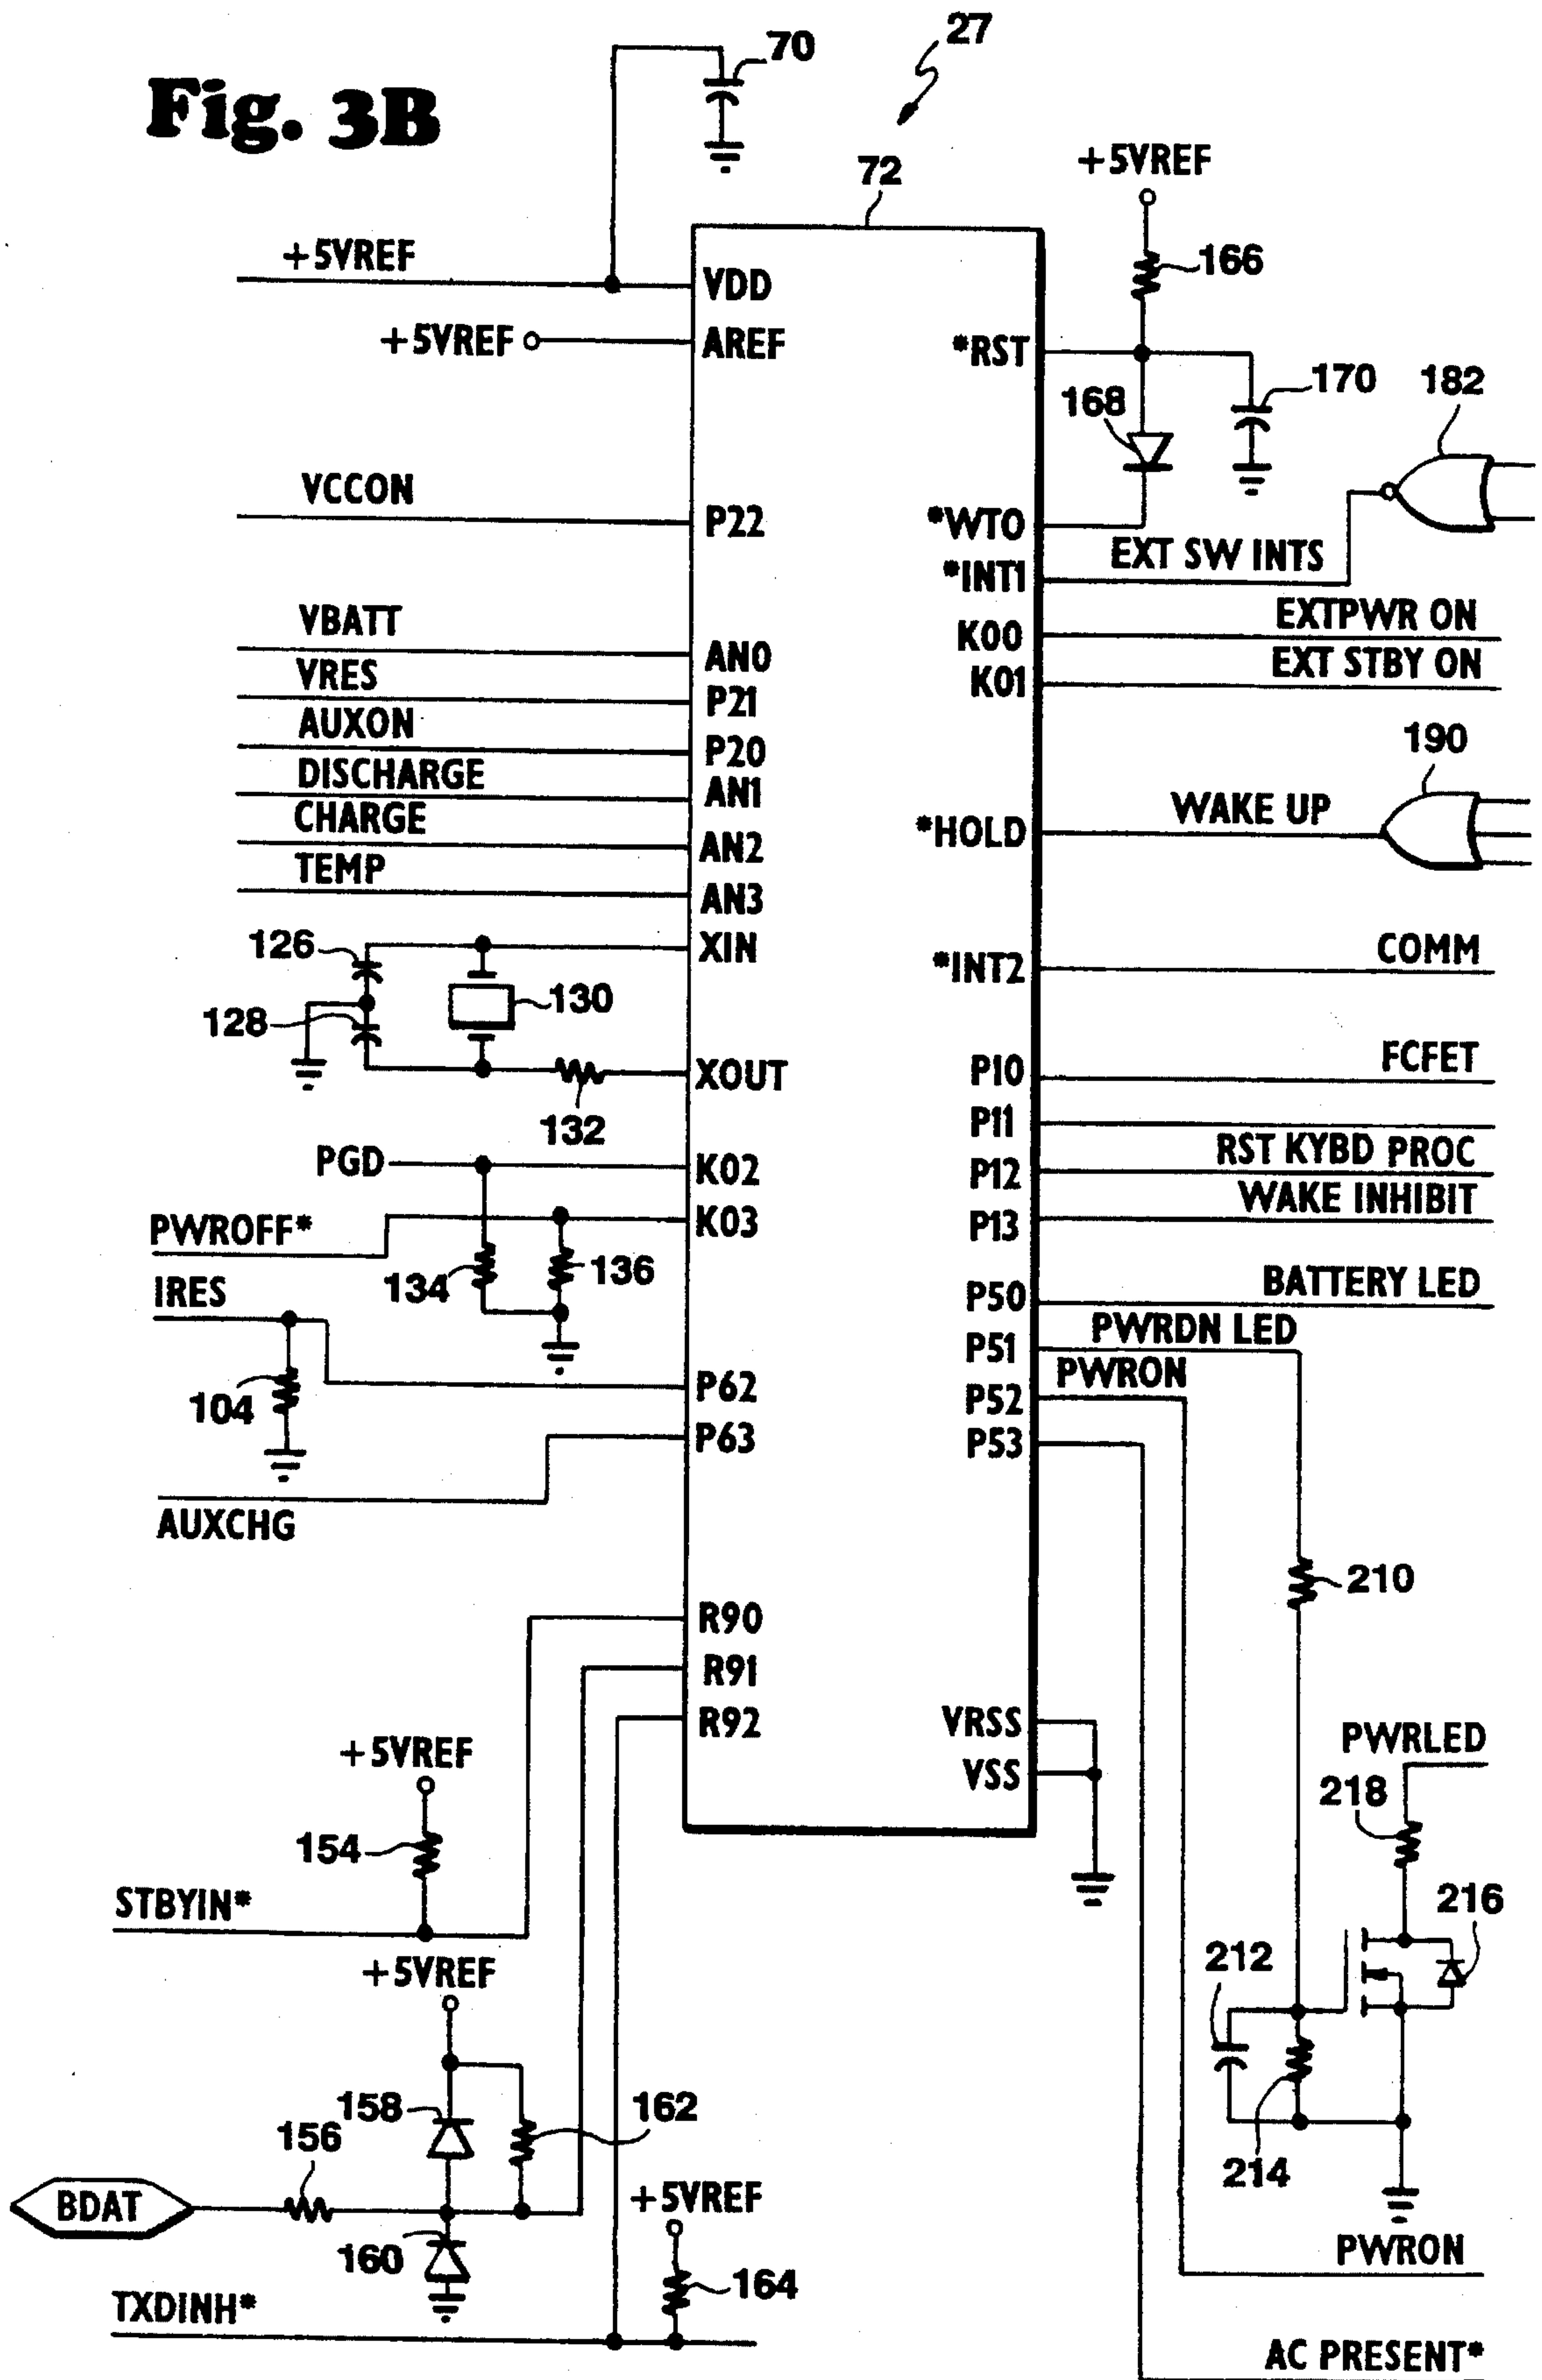 Fig. 3B
70
27
72
+5VREF
166
+5VREF
VDD
+5VREF
AREF
*RST
170
182
168
VCCON
P22
*WTO
EXT SW INTS
*INT1
EXTPWR ON
K00
EXT STBY ON
K01
VBATT
AN0
VRES
P21
AUXON
P20
DISCHARGE
AN1
CHARGE
AN2
TEMP
AN3
190
WAKE UP
*HOLD
126
XIN
COMM
*INT2
130
128
XOUT
132
FCFET
P10
P11
RST KYBD PROC
P12
WAKE INHIBIT
P13
PGD
K02
PWROFF*
K03
134
136
IRES
BATTERY LED
P50
PWRDN LED
P51
PWRON
P52
P53
104
P62
P63
AUXCHG
210
R90
R91
R92
VRSS
VSS
PWRLED
218
+5VREF
154
STBYIN*
216
212
+5VREF
158
162
156
214
BDAT
+5VREF
160
164
PWRON
TXDINH*
AC PRESENT*